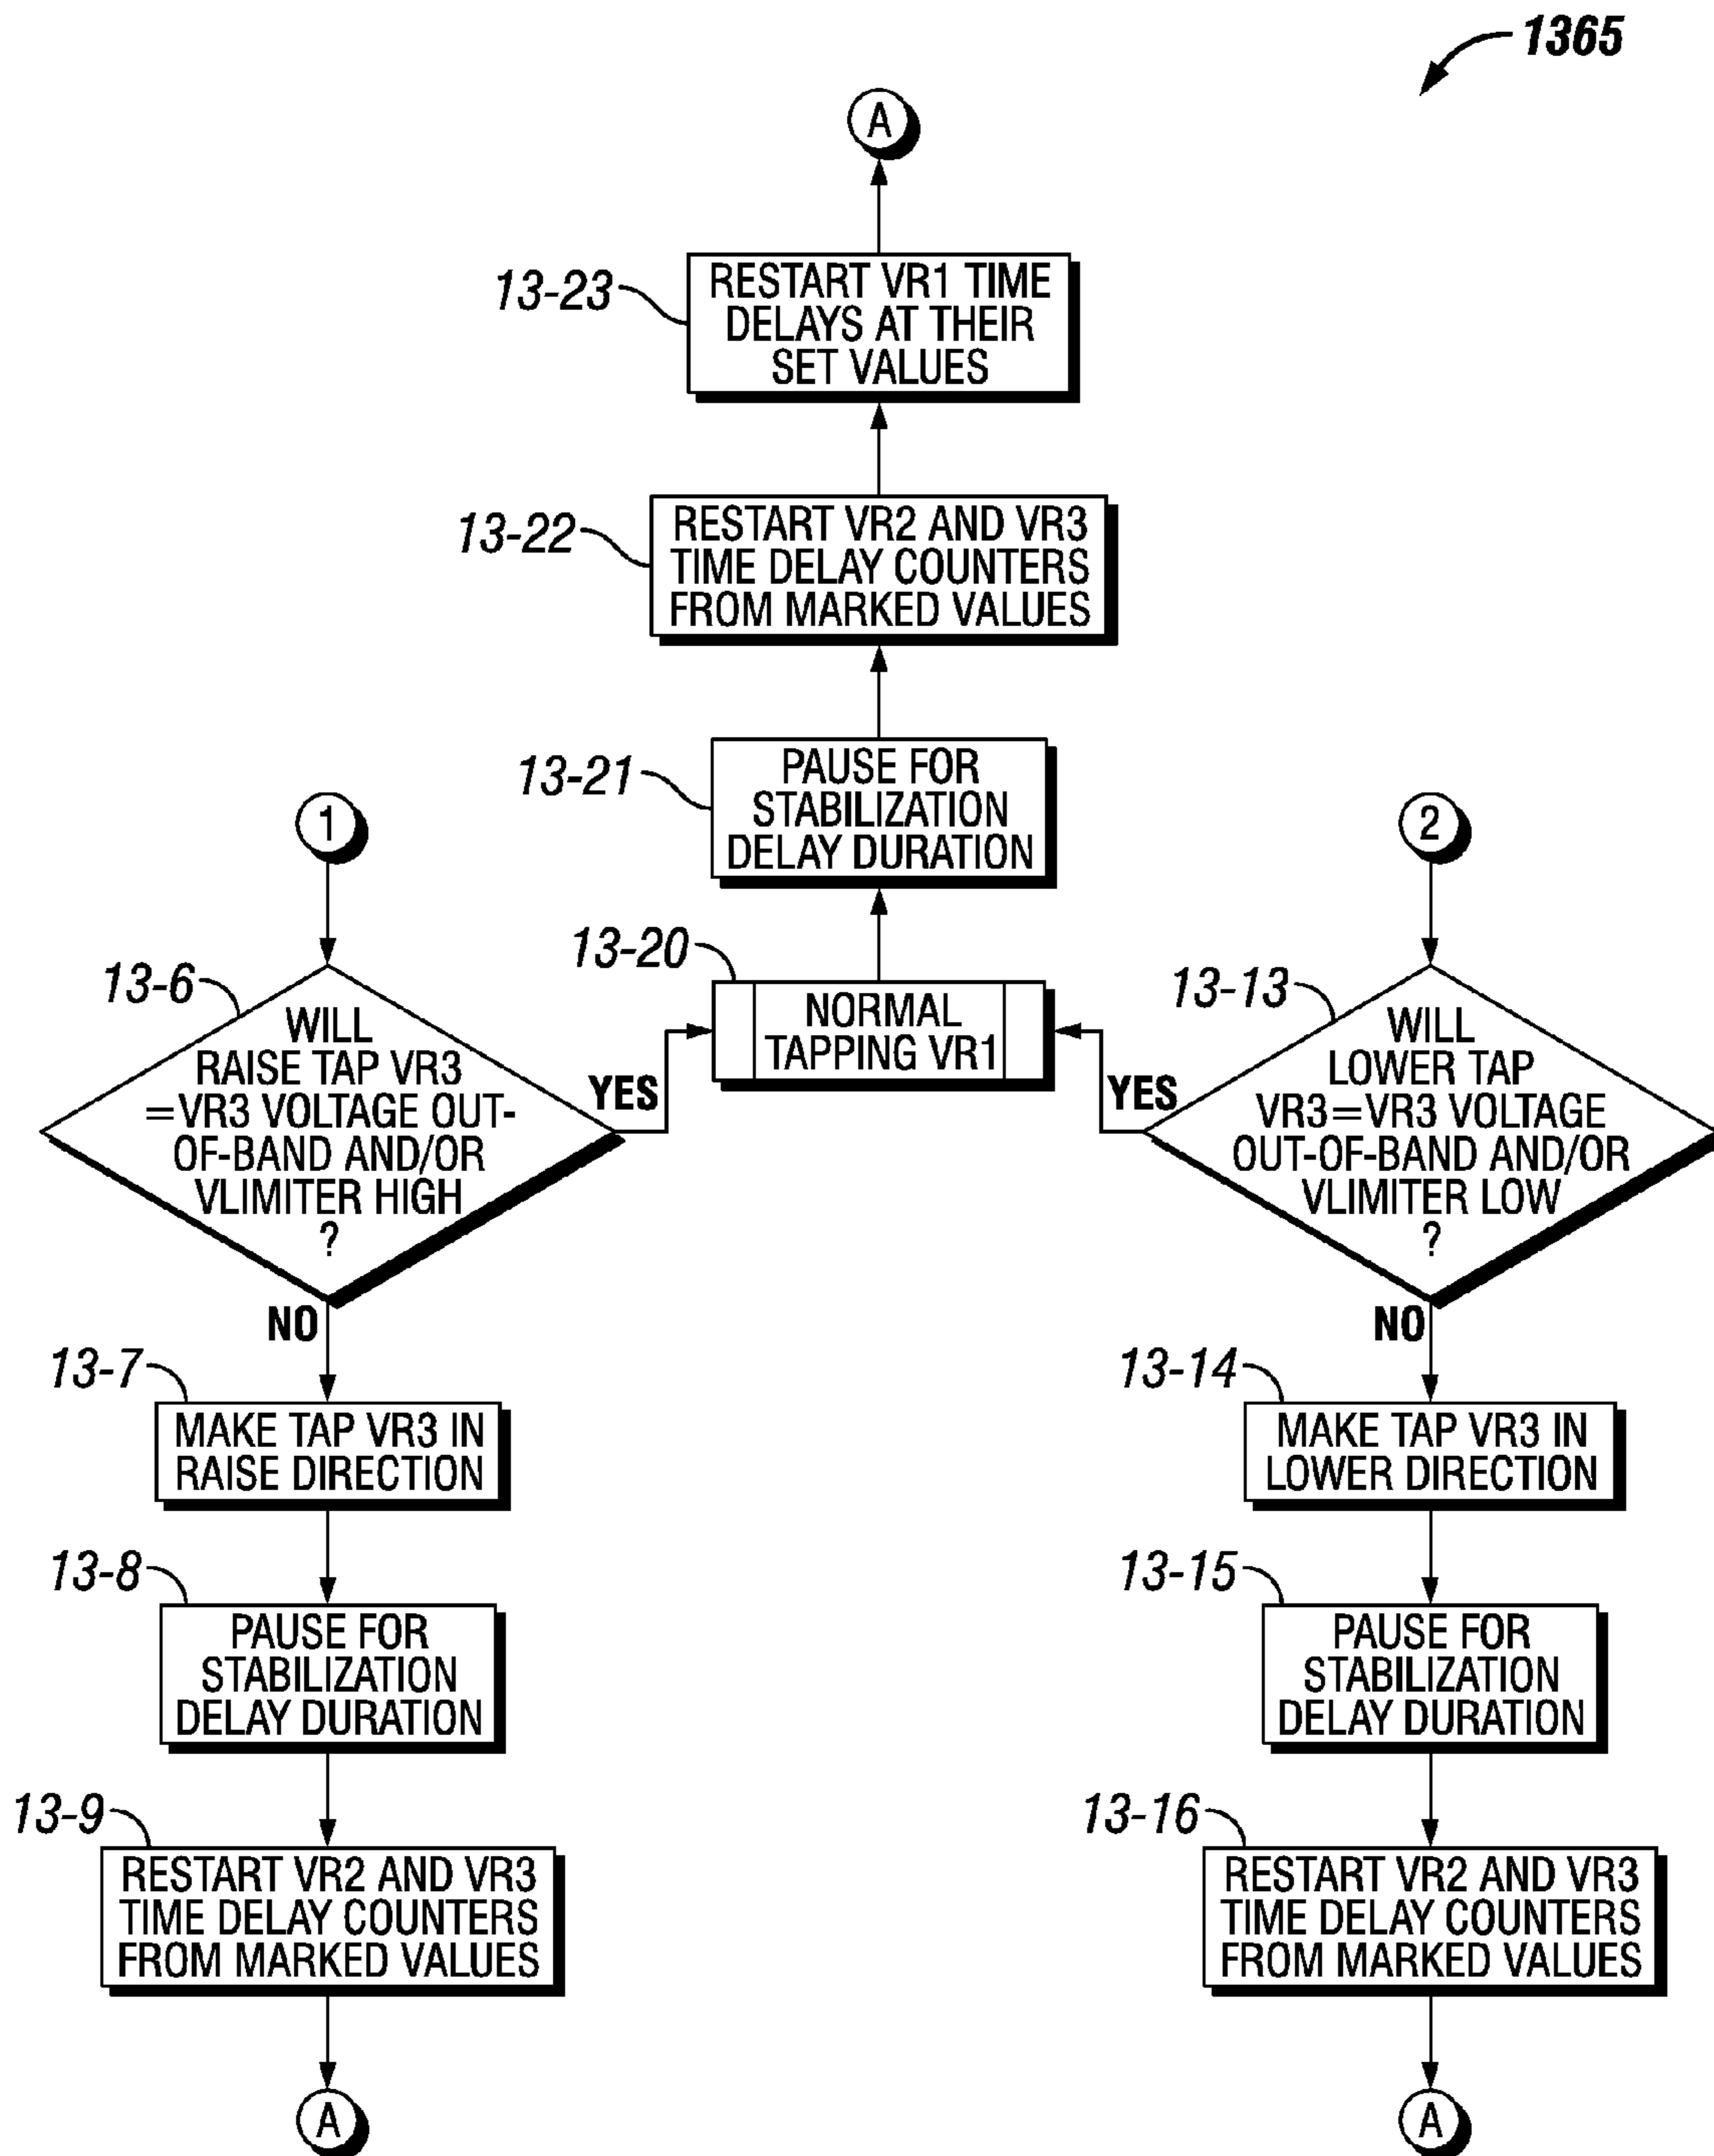 1365
A
13-23
RESTART VR1 TIME
DELAYS AT THEIR
SET VALUES
13-22
RESTART VR2 AND VR3
TIME DELAY COUNTERS
FROM MARKED VALUES
13-21
PAUSE FOR
STABILIZATION
DELAY DURATION
1
2
13-20
NORMAL
TAPPING VR1
13-6
WILL
RAISE TAP VR3
=VR3 VOLTAGE OUT-
OF-BAND AND/OR
VLIMITER HIGH
?
YES
NO
13-13
WILL
LOWER TAP
VR3=VR3 VOLTAGE
OUT-OF-BAND AND/OR
VLIMITER LOW
?
YES
NO
13-7
MAKE TAP VR3 IN
RAISE DIRECTION
13-8
PAUSE FOR
STABILIZATION
DELAY DURATION
13-9
RESTART VR2 AND VR3
TIME DELAY COUNTERS
FROM MARKED VALUES
A
13-14
MAKE TAP VR3 IN
LOWER DIRECTION
13-15
PAUSE FOR
STABILIZATION
DELAY DURATION
13-16
RESTART VR2 AND VR3
TIME DELAY COUNTERS
FROM MARKED VALUES
A